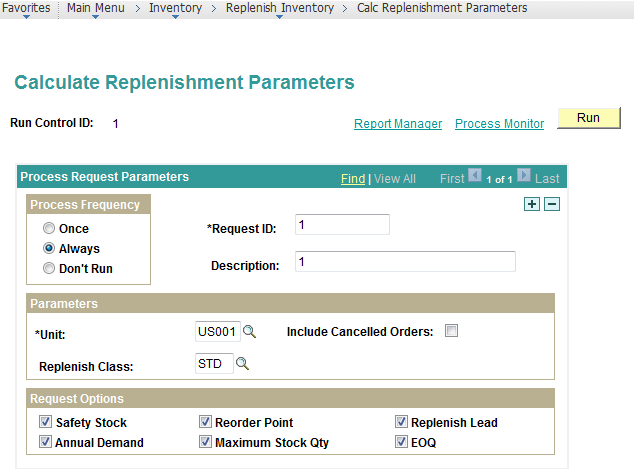 Favorites Main Menu > Inventory > Replenish Inventory > Calc Replenishment Parameters
Calculate Replenishment Parameters
Run Control ID: 1 Report Manager Process Monitor Run
Process Request Parameters Find | View All First 1 of 1 Last
Process Frequency
Once
Always
Don't Run
*Request ID: 1
Description: 1
Parameters
*Unit: US001 Include Cancelled Orders:
Replenish Class: STD
Request Options
Safety Stock Reorder Point Replenish Lead
Annual Demand Maximum Stock Qty EOQ